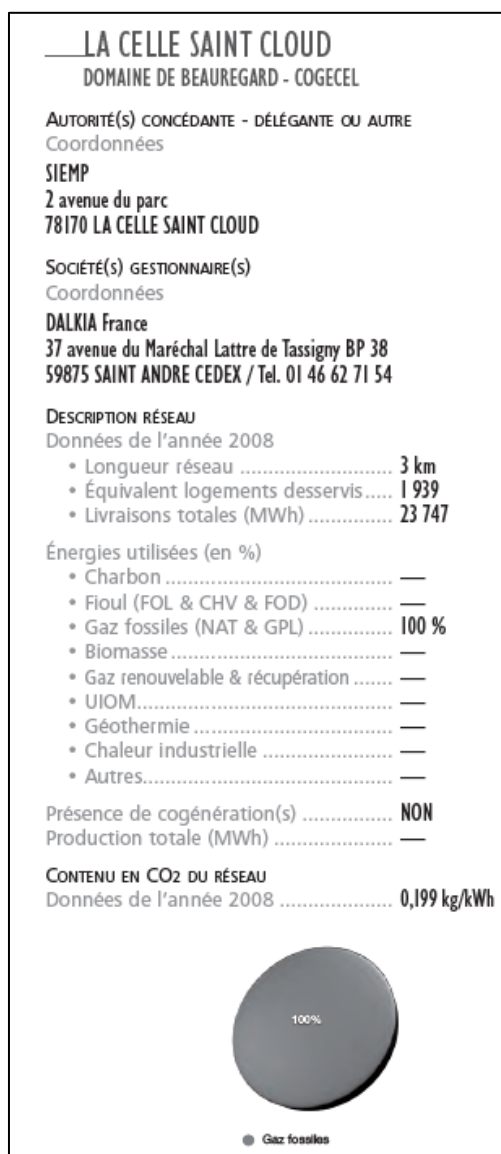 LA CELLE SAINT CLOUD
DOMAINE DE BEAUREGARD - COGECEL
AUTORITÉ(S) CONCÉDANTE - DÉLÉGANTE OU AUTRE
Coordonnées
SIEMP
2 avenue du parc
78170 LA CELLE SAINT CLOUD
SOCIÉTÉ(S) GESTIONNAIRE(S)
Coordonnées
DALKIA France
37 avenue du Maréchal Lattre de Tassigny BP 38
59875 SAINT ANDRE CEDEX / Tel. 01 46 62 71 54
DESCRIPTION RÉSEAU
Données de l'année 2008
• Longueur réseau ............................ 3 km
• Équivalent logements desservis ..... 1 939
• Livraisons totales (MWh) ............... 23 747
Énergies utilisées (en %)
• Charbon ......................................... —
• Fioul (FOL & CHV & FOD) .............. —
• Gaz fossiles (NAT & GPL) ............... 100 %
• Biomasse ........................................ —
• Gaz renouvelable & récupération ....... —
• UIOM.............................................. —
• Géothermie .................................... —
• Chaleur industrielle ........................ —
• Autres............................................. —
Présence de cogénération(s) ................ NON
Production totale (MWh) ..................... —
CONTENU EN CO2 DU RÉSEAU
Données de l'année 2008 .................... 0,199 kg/kWh
100%
Gaz fossiles